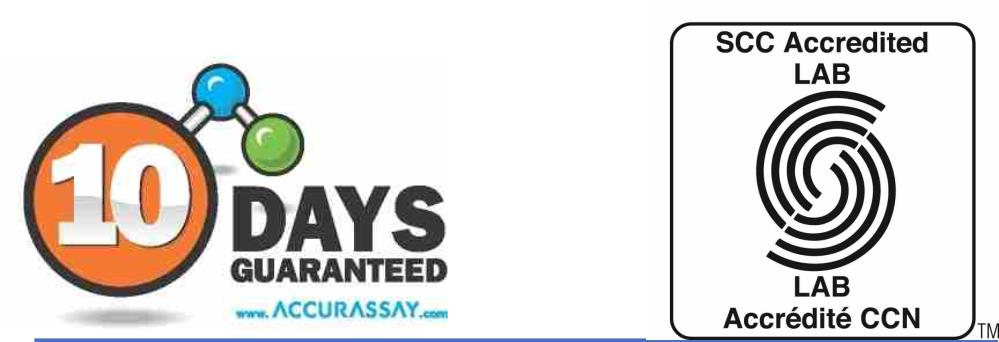 10
DAYS
GUARANTEED
www.ACCURASSAY.com
SCC Accredited
LAB
LAB
Accrédité CCN
TM